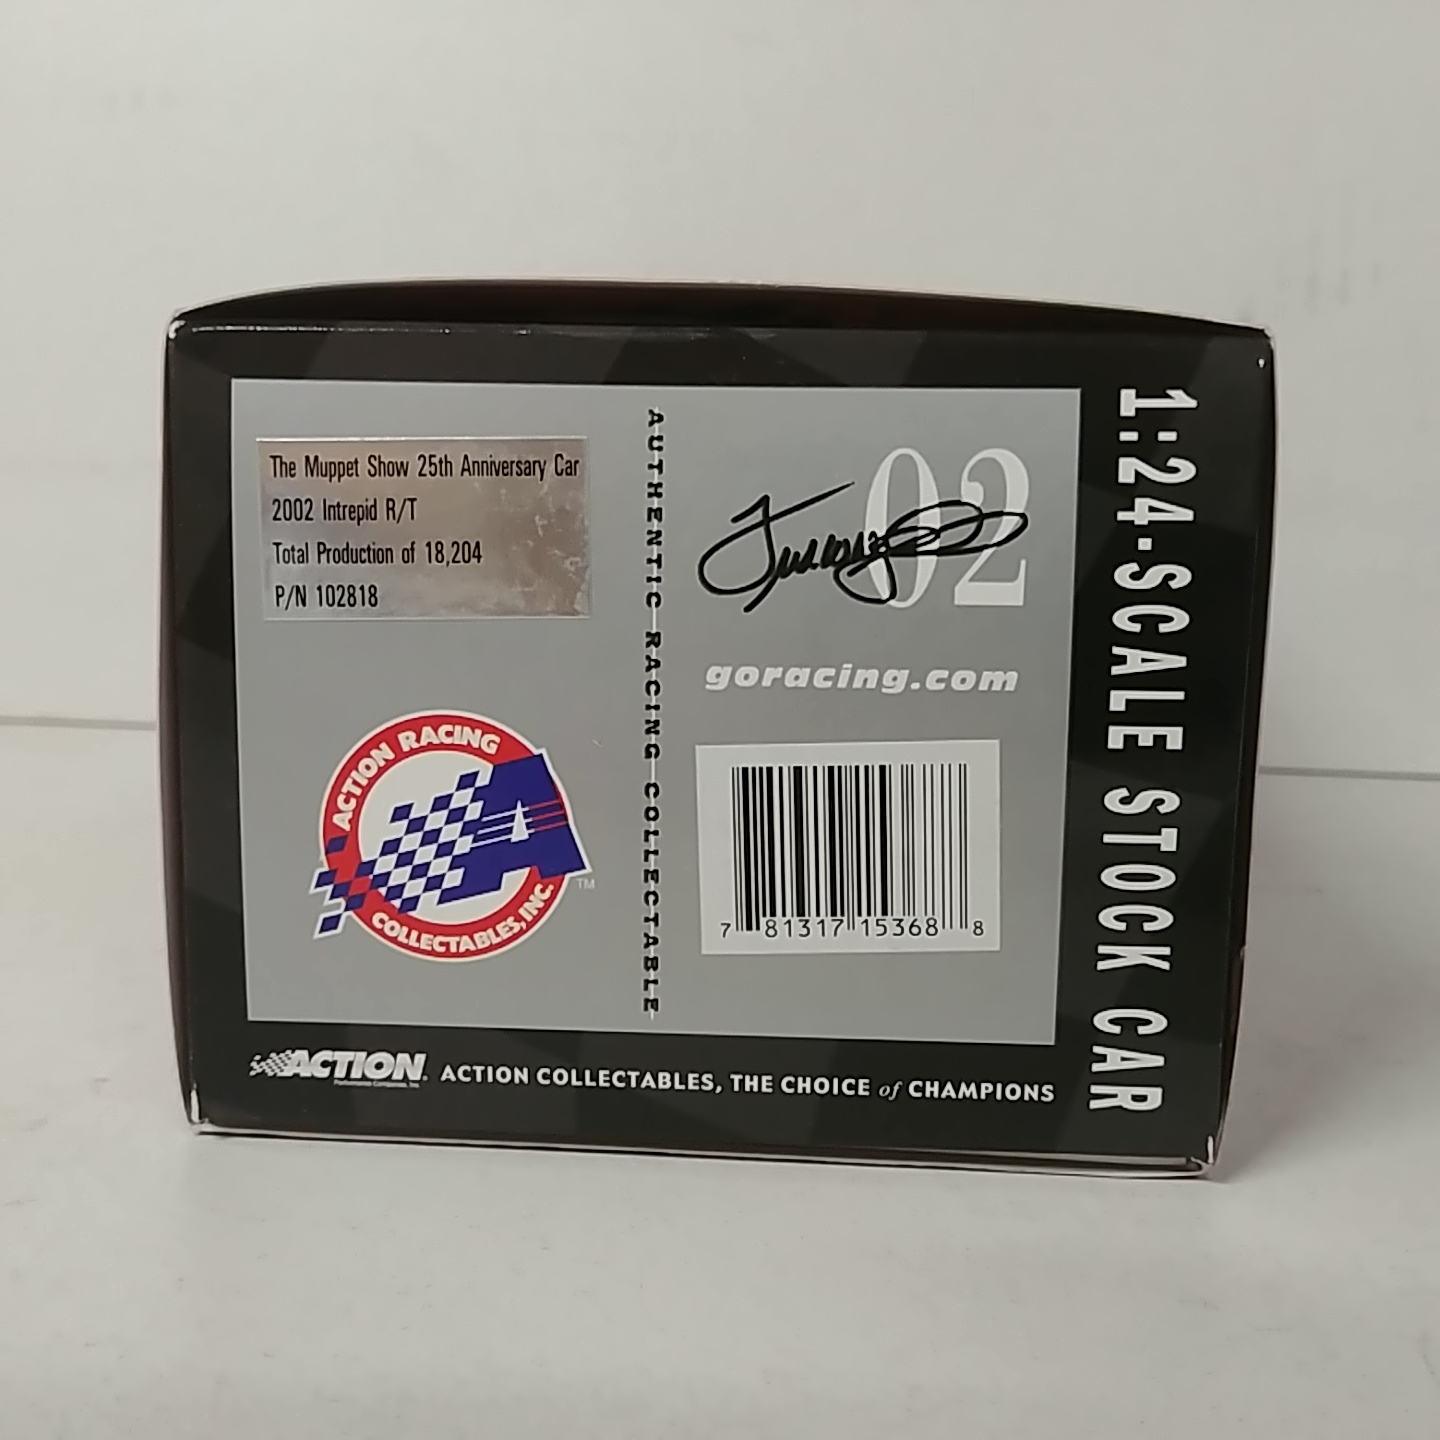 The Muppet Show 25th Anniversary Car
2002 Intrepid R/T
Total Production of 18,204
P/N 102818
ACTION RACING
COLLECTABLES, INC.
TM
AUTHENTIC RACING COLLECTABLE
02
goracing.com
7 81317 15368 8
1:24-SCALE STOCK CAR
ACTION
ACTION COLLECTABLES, THE CHOICE of CHAMPIONS